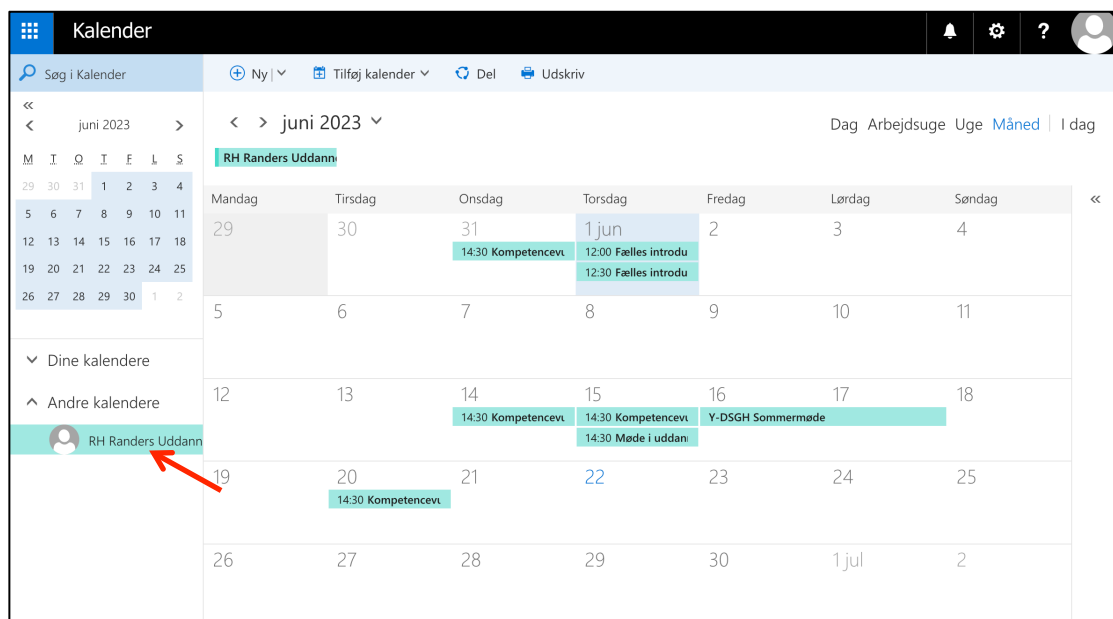 Kalender
?
Søg i Kalender
Ny
Tilføj kalender
Del
Udskriv
juni 2023
M T O T F L S
29 30 31 1 2 3 4
5 6 7 8 9 10 11
12 13 14 15 16 17 18
19 20 21 22 23 24 25
26 27 28 29 30 1 2
Dine kalendere
Andre kalendere
RH Randers Uddann
juni 2023
Dag Arbejdsuge Uge Måned I dag
RH Randers Uddann
Mandag Tirsdag Onsdag Torsdag Fredag Lørdag Søndag
29 30 31 1 jun 2 3 4
14:30 Kompetencevu 12:00 Fælles introdu
12:30 Fælles introdu
5 6 7 8 9 10 11
12 13 14 15 16 17 18
14:30 Kompetencevu 14:30 Kompetencevu Y-DSGH Sommermøde
14:30 Møde i uddan
19 20 21 22 23 24 25
14:30 Kompetencevu
26 27 28 29 30 1 jul 2